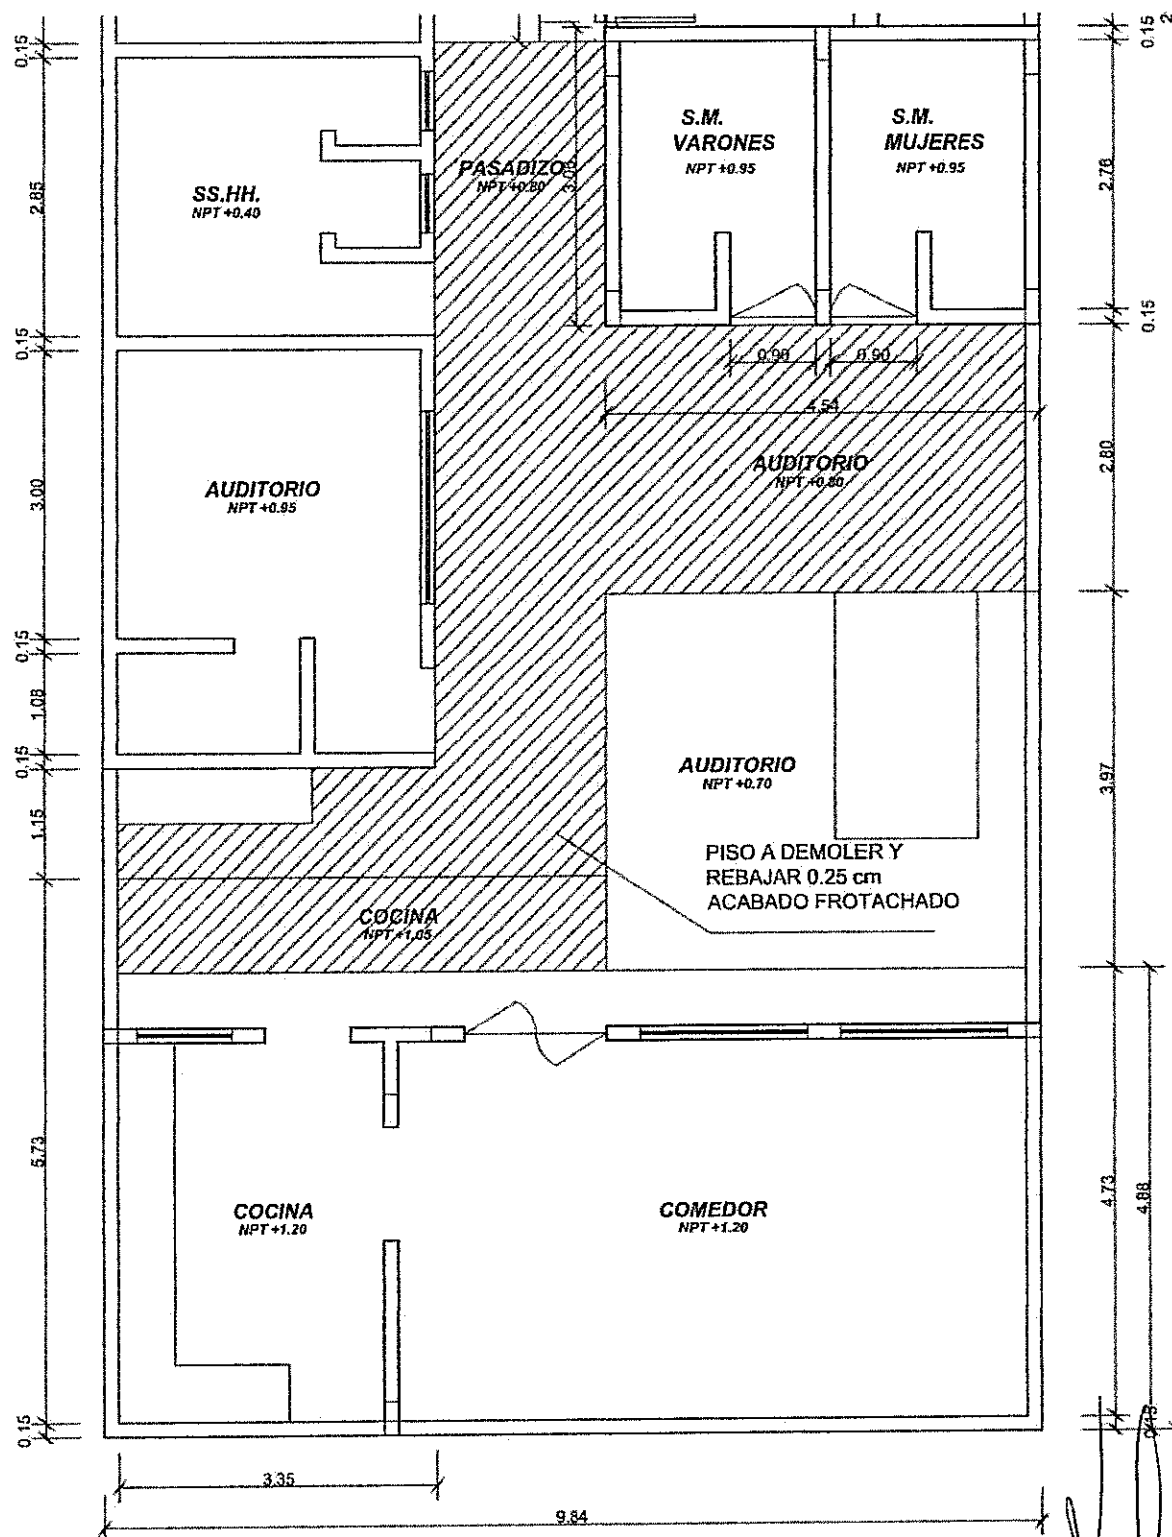 S.M.
VARONES
NPT +0.95
S.M.
MUJERES
NPT +0.95
PASADIZO
NPT +0.80
3.08
SS.HH.
NPT +0.40
0.90
0.90
4.54
AUDITORIO
NPT +0.80
AUDITORIO
NPT +0.95
AUDITORIO
NPT +0.70
PISO A DEMOLER Y
REBAJAR 0.25 cm
ACABADO FROTACHADO
COCINA
NPT +1.05
COCINA
NPT +1.20
COMEDOR
NPT +1.20
0.15
2.85
0.15
3.00
0.15
1.08
0.15
1.15
5.73
0.15
0.15
2.78
0.15
2.80
3.97
4.73
4.88
0.15
3.35
9.84